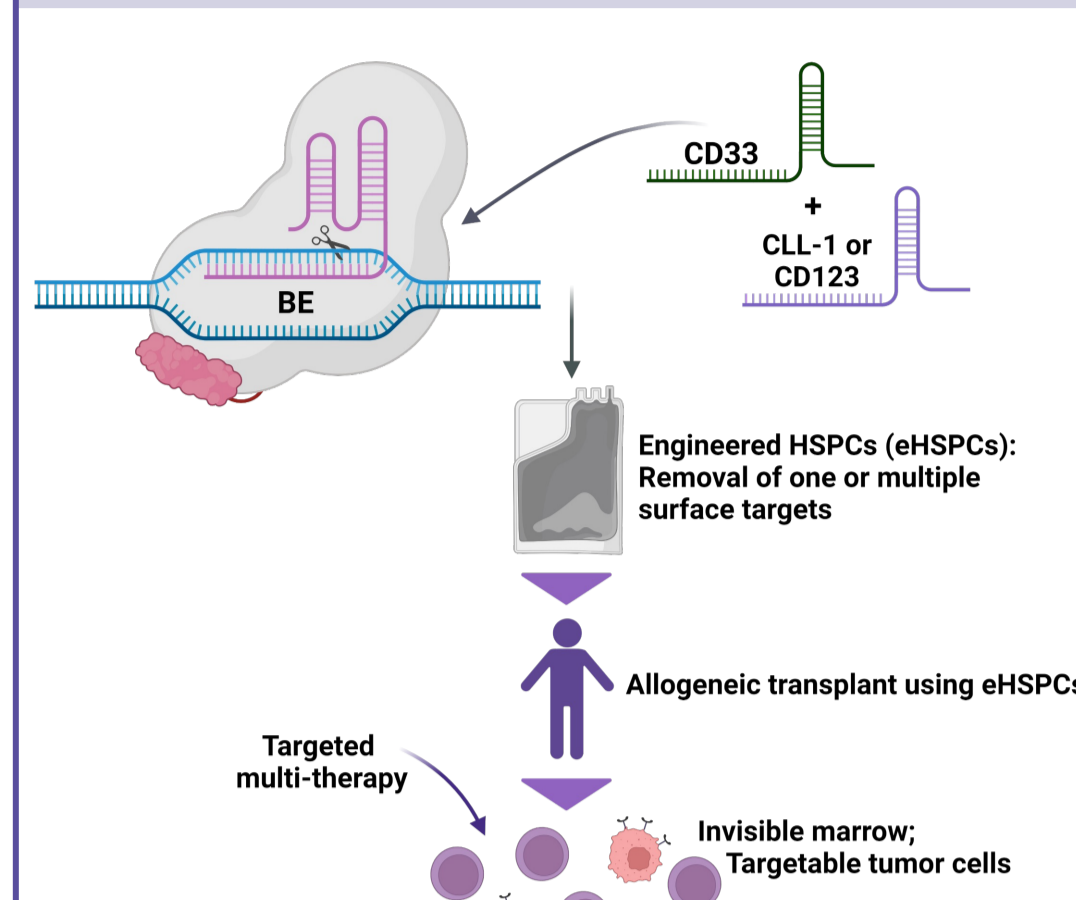 CD33
+
CLL-1 or
CD123
BE
Engineered HSPCs (eHSPCs):
Removal of one or multiple
surface targets
Allogeneic transplant using eHSPCs
Targeted
multi-therapy
Invisible marrow;
Targetable tumor cells